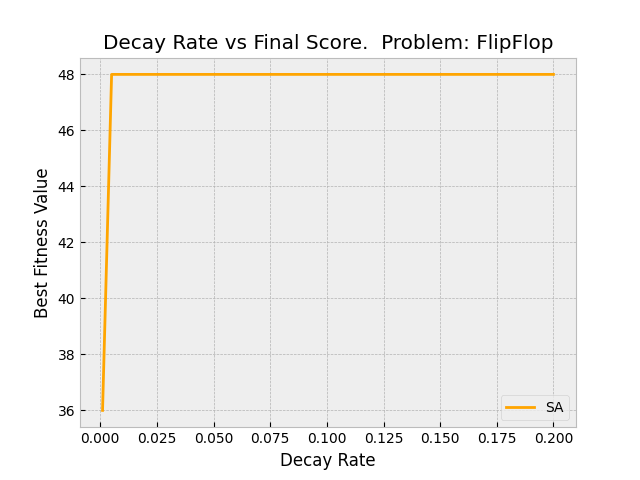 Decay Rate vs Final Score.  Problem: FlipFlop
Best Fitness Value
48
46
44
42
40
38
36
0.000 0.025 0.050 0.075 0.100 0.125 0.150 0.175 0.200
Decay Rate
SA